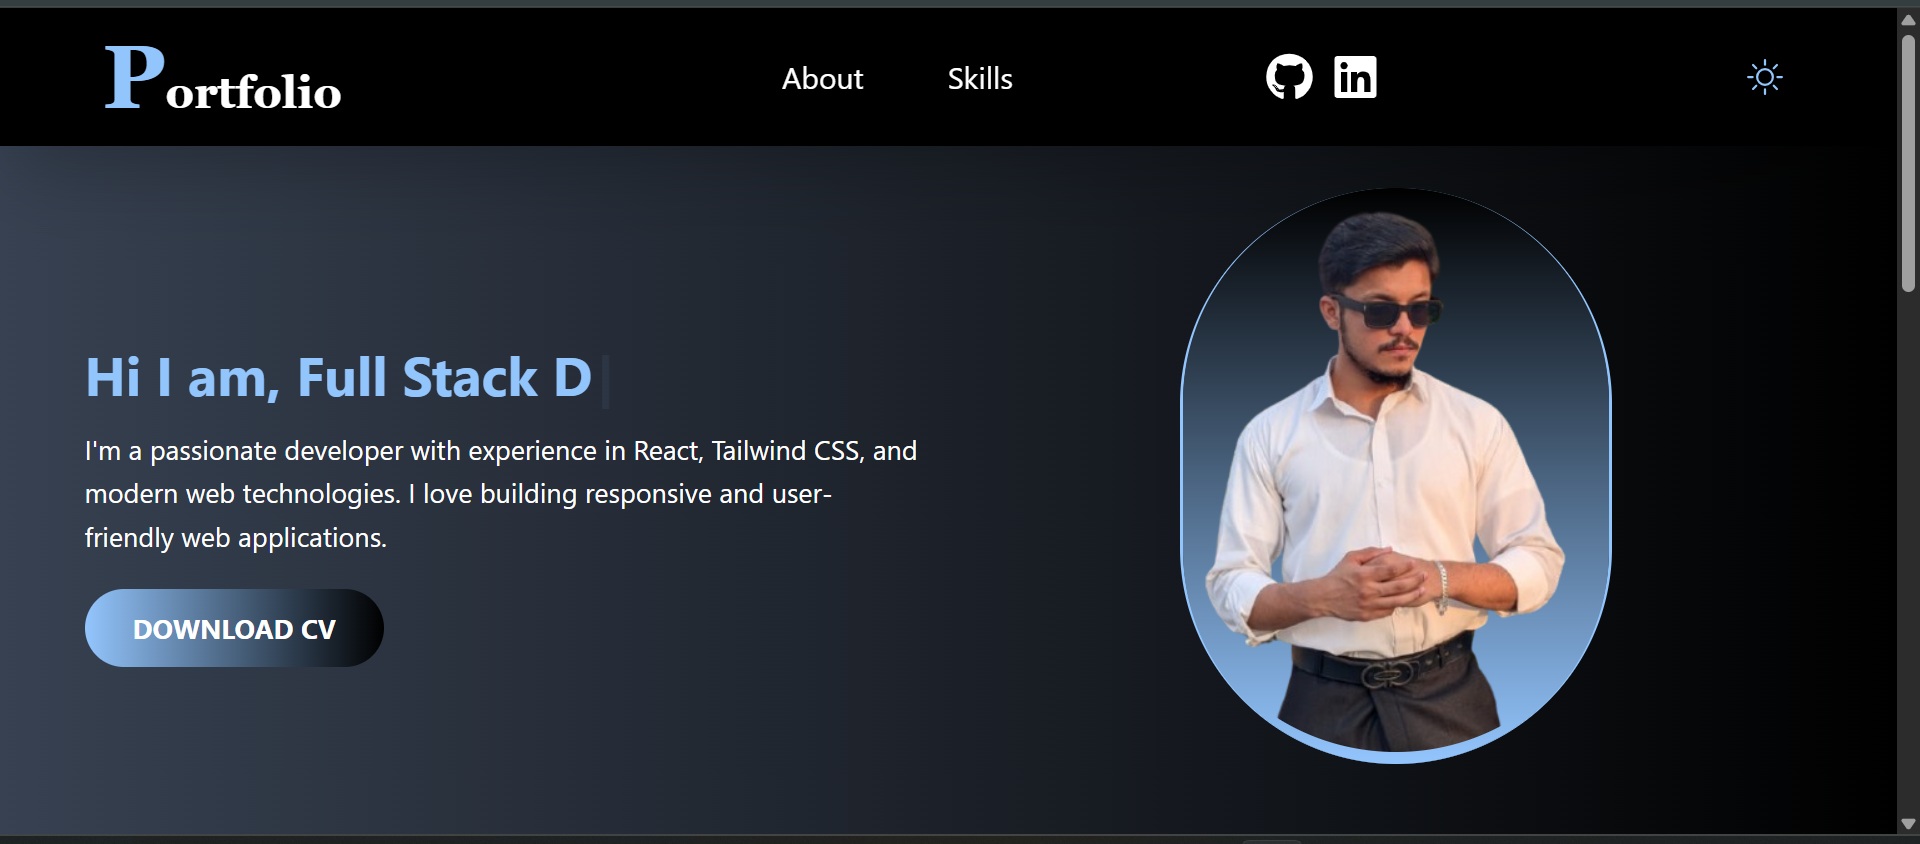 Portfolio
About
Skills
in
Hi I am, Full Stack D
I'm a passionate developer with experience in React, Tailwind CSS, and
modern web technologies. I love building responsive and user-
friendly web applications.
DOWNLOAD CV